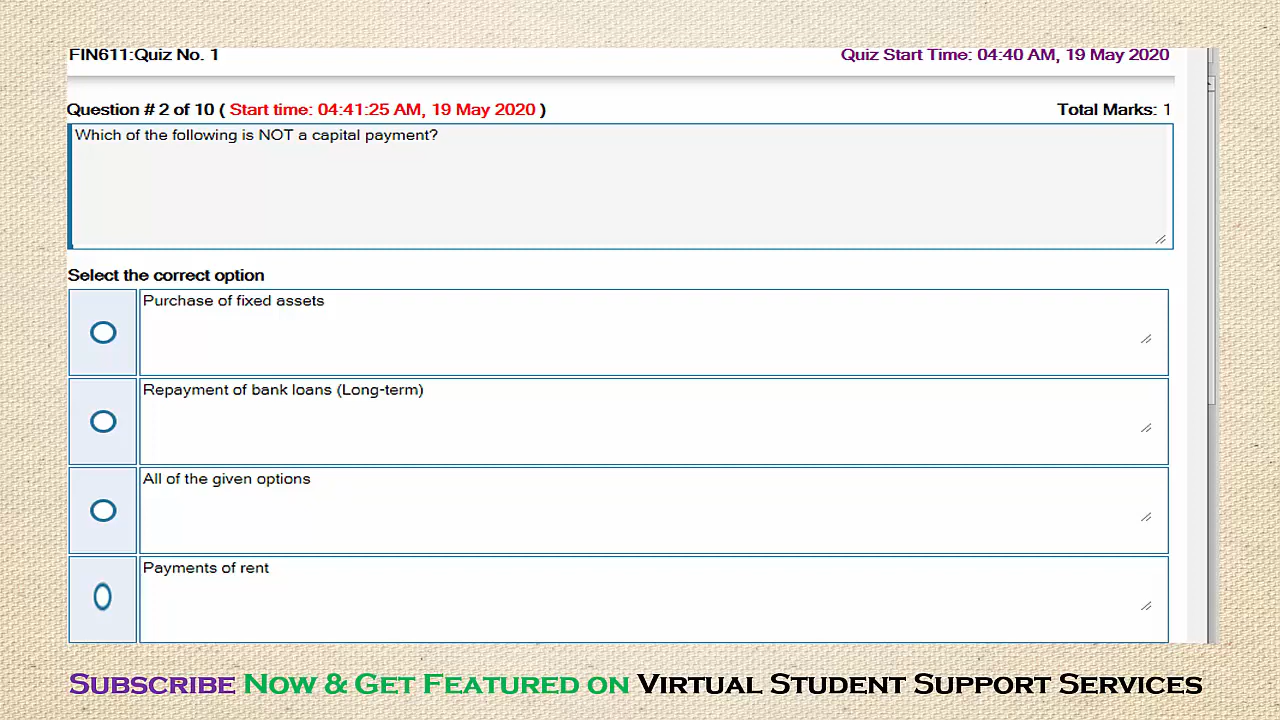 FIN611:Quiz No. 1 Quiz Start Time: 04:40 AM, 19 May 2020
Question # 2 of 10 ( Start time: 04:41:25 AM, 19 May 2020 ) Total Marks: 1
Which of the following is NOT a capital payment?
Select the correct option
Purchase of fixed assets
Repayment of bank loans (Long-term)
All of the given options
Payments of rent
SUBSCRIBE NOW & GET FEATURED ON VIRTUAL STUDENT SUPPORT SERVICES